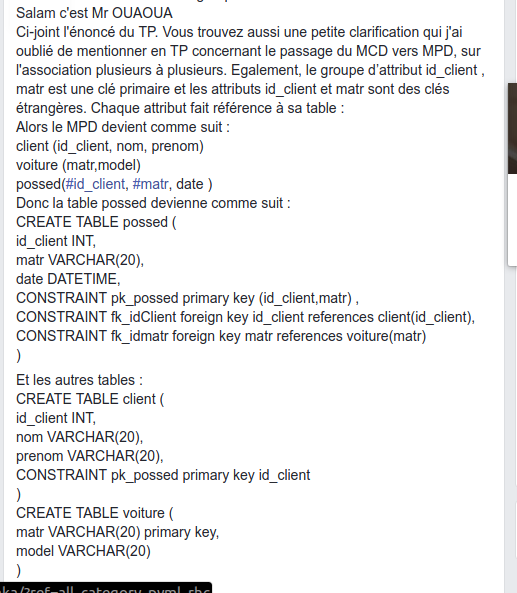 Salam c'est Mr OUAOUA
Ci-joint l'énoncé du TP. Vous trouvez aussi une petite clarification qui j'ai
oublié de mentionner en TP concernant le passage du MCD vers MPD, sur
l'association plusieurs à plusieurs. Egalement, le groupe d'attribut id_client ,
matr est une clé primaire et les attributs id_client et matr sont des clés
étrangères. Chaque attribut fait référence à sa table :
Alors le MPD devient comme suit :
client (id_client, nom, prenom)
voiture (matr,model)
possed(#id_client, #matr, date )
Donc la table possed devienne comme suit :
CREATE TABLE possed (
id_client INT,
matr VARCHAR(20),
date DATETIME,
CONSTRAINT pk_possed primary key (id_client,matr) ,
CONSTRAINT fk_idClient foreign key id_client references client(id_client),
CONSTRAINT fk_idmatr foreign key matr references voiture(matr)
)
Et les autres tables :
CREATE TABLE client (
id_client INT,
nom VARCHAR(20),
prenom VARCHAR(20),
CONSTRAINT pk_possed primary key id_client
)
CREATE TABLE voiture (
matr VARCHAR(20) primary key,
model VARCHAR(20)
)